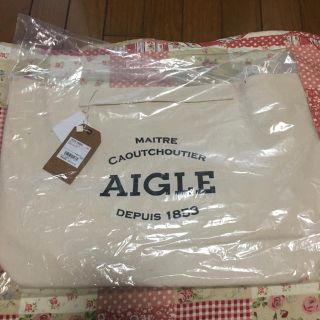 MAITRE
CAOUTCHOUTIER
AIGLE
DEPUIS 1853